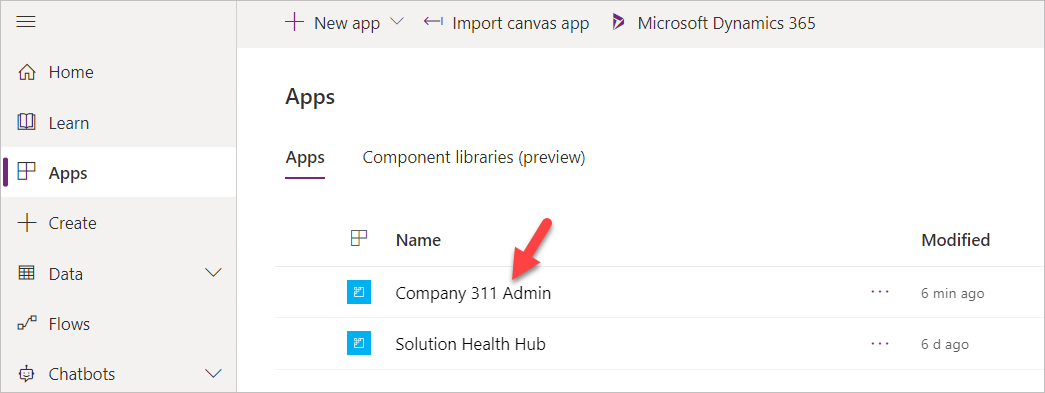 New app Import canvas app Microsoft Dynamics 365
Home
Learn
Apps
Create
Data
Flows
Chatbots
Apps
Apps Component libraries (preview)
Name Modified
Company 311 Admin ... 6 min ago
Solution Health Hub ... 6 d ago